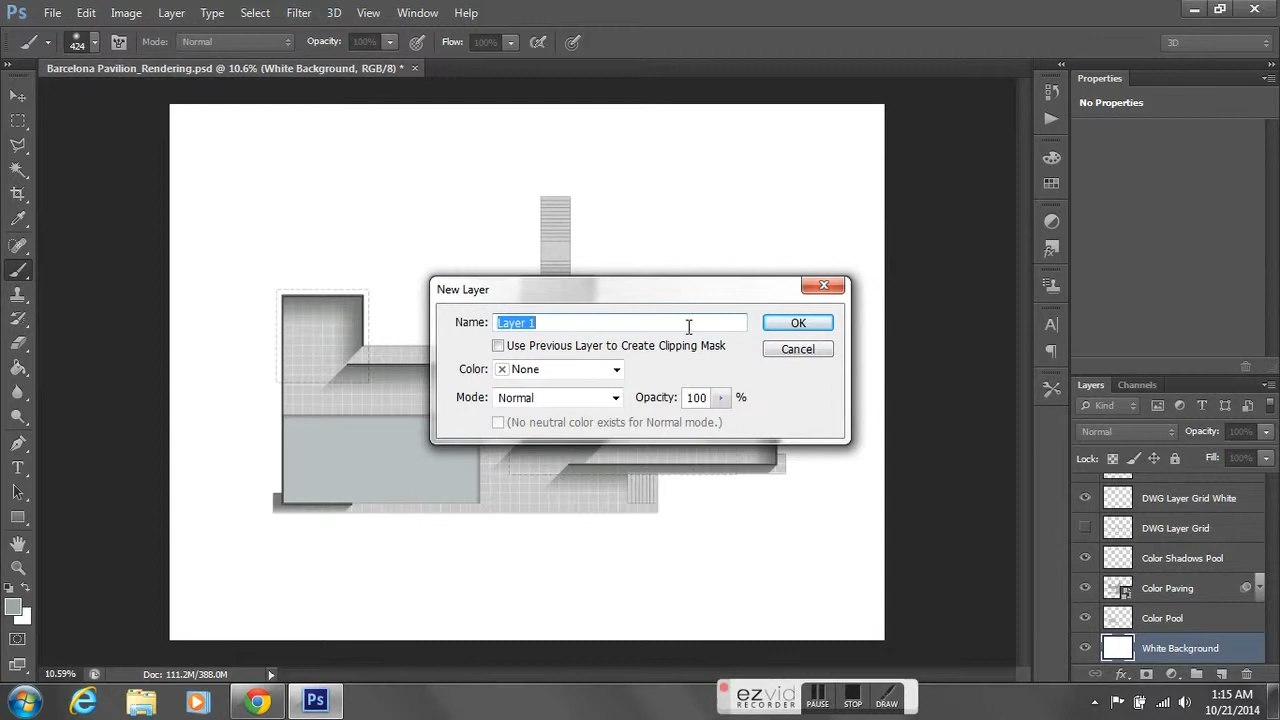 Ps File Edit Image Layer Type Select Filter 3D View Window Help
424 Mode: Normal Opacity: 100% Flow: 100% 3D
Barcelona Pavilion_Rendering.psd @ 10.6% (White Background, RGB/8) *
Properties
No Properties
New Layer
Name: Layer 1 OK
Use Previous Layer to Create Clipping Mask Cancel
Color: None
Mode: Normal Opacity: 100 %
(No neutral color exists for Normal mode.)
Layers Channels
Kind
Normal Opacity: 100%
Lock: Fill: 100%
DWG Layer Grid White
DWG Layer Grid
Color Shadows Pool
Color Paving
Color Pool
White Background
10.59% Doc: 111.2M/388.0M
Ps
ezvid
RECORDER
PAUSE STOP DRAW
1:15 AM
10/21/2014